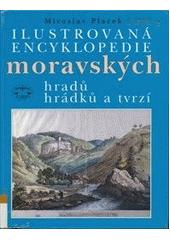 Miroslav Plaček
ILUSTROVANÁ
ENCYKLOPEDIE
moravských
hradů
hrádků a tvrzí